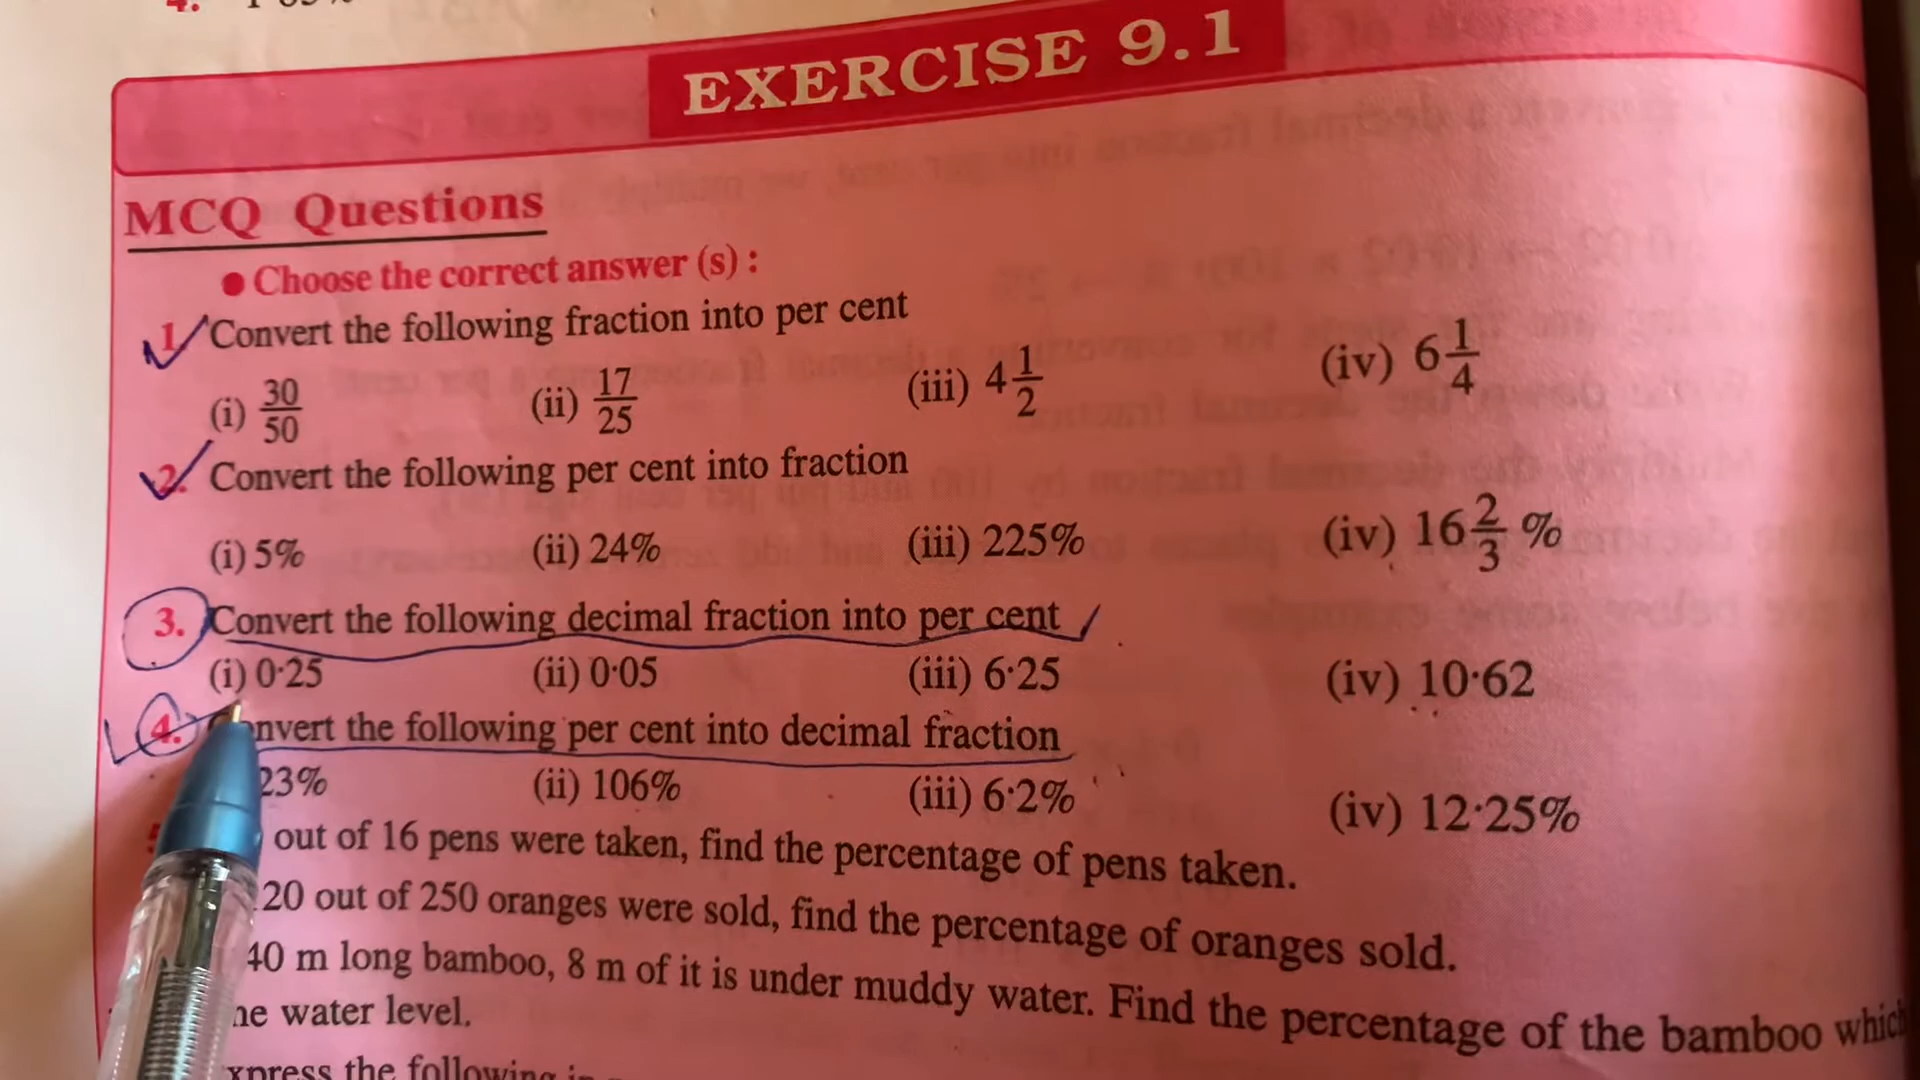 EXERCISE 9.1
MCQ Questions
● Choose the correct answer (s) :
1. Convert the following fraction into per cent
(i) 30/50 (ii) 17/25 (iii) 4 1/2 (iv) 6 1/4
2. Convert the following per cent into fraction
(i) 5% (ii) 24% (iii) 225% (iv) 16 2/3 %
3. Convert the following decimal fraction into per cent
(i) 0·25 (ii) 0·05 (iii) 6·25 (iv) 10·62
4. nvert the following per cent into decimal fraction
23% (ii) 106% (iii) 6·2% (iv) 12·25%
out of 16 pens were taken, find the percentage of pens taken.
20 out of 250 oranges were sold, find the percentage of oranges sold.
40 m long bamboo, 8 m of it is under muddy water. Find the percentage of the bamboo which
he water level.
xpress the following